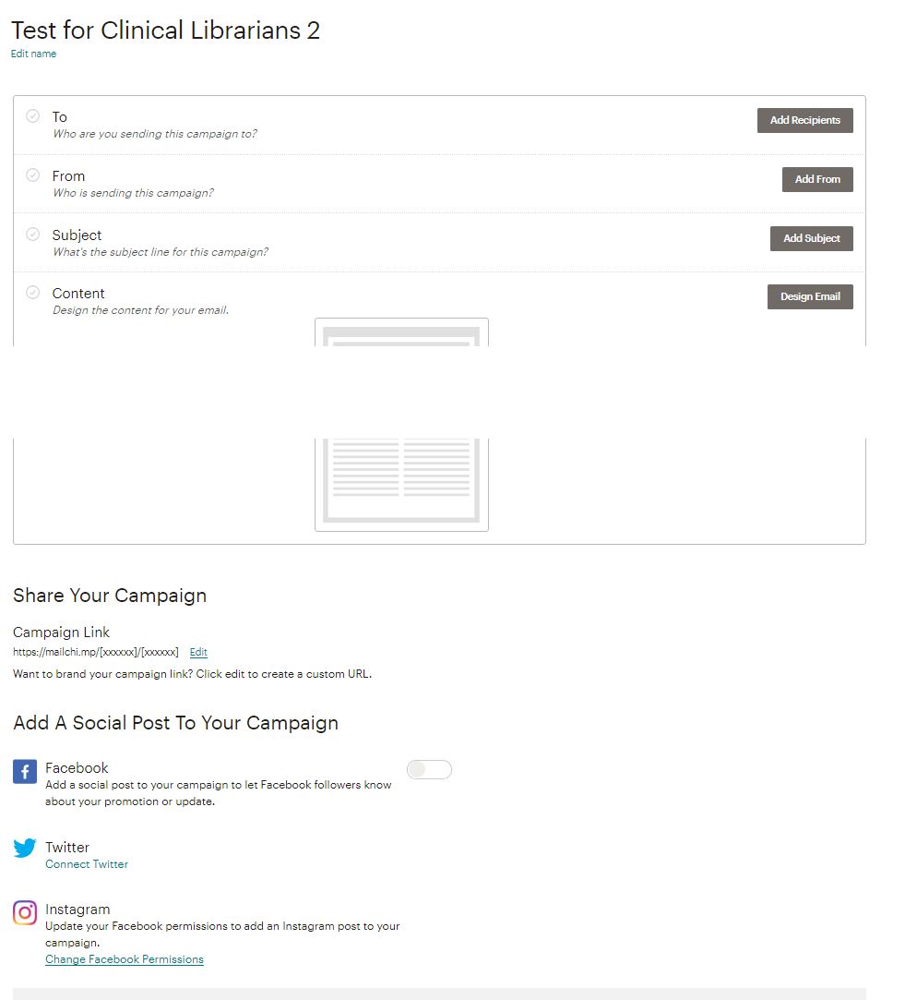 Test for Clinical Librarians 2
Edit name
To
Add Recipients
Who are you sending this campaign to?
From
Add From
Who is sending this campaign?
Subject
Add Subject
What's the subject line for this campaign?
Content
Design Email
Design the content for your email.
Share Your Campaign
Campaign Link
https://mailchi.mp/[xxxxxx]/[xxxxxx] Edit
Want to brand your campaign link? Click edit to create a custom URL.
Add A Social Post To Your Campaign
Facebook
Add a social post to your campaign to let Facebook followers know
about your promotion or update.
Twitter
Connect Twitter
Instagram
Update your Facebook permissions to add an Instagram post to your
campaign.
Change Facebook Permissions